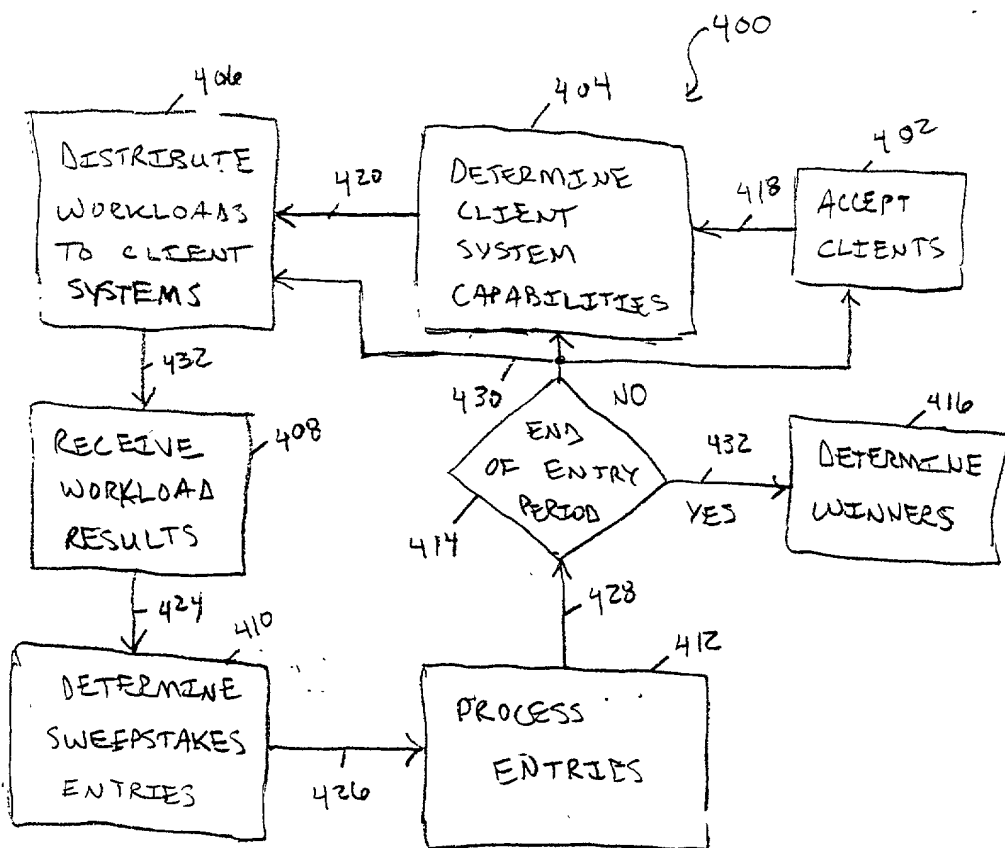 400
406
404
402
DISTRIBUTE
WORKLOADS
TO CLIENT
SYSTEMS
420
DETERMINE
CLIENT
SYSTEM
CAPABILITIES
418
ACCEPT
CLIENTS
432
430
NO
RECEIVE
WORKLOAD
RESULTS
408
END
OF ENTRY
PERIOD
414
432
YES
416
DETERMINE
WINNERS
424
410
428
412
DETERMINE
SWEEPSTAKES
ENTRIES
426
PROCESS
ENTRIES